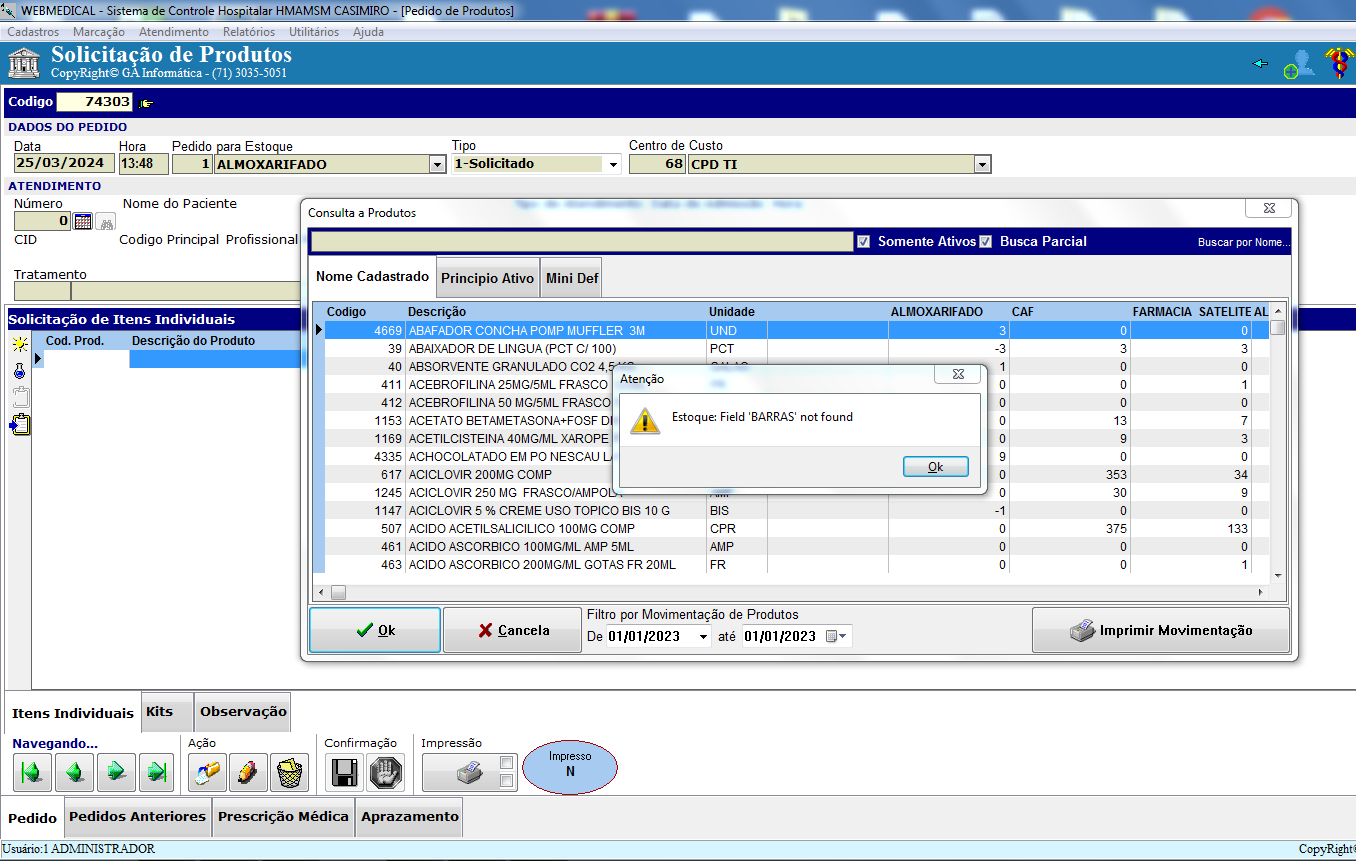 WEBMEDICAL - Sistema de Controle Hospitalar HMAMSM CASIMIRO - [Pedido de Produtos]
Cadastros Marcação Atendimento Relatórios Utilitários Ajuda
Solicitação de Produtos
CopyRight© GA Informática - (71) 3035-5051
Codigo 74303
DADOS DO PEDIDO
Data Hora Pedido para Estoque Tipo Centro de Custo
25/03/2024 13:48 1 ALMOXARIFADO 1-Solicitado 68 CPD TI
ATENDIMENTO
Número Nome do Paciente
0
CID Codigo Principal Profissional
Tratamento
Solicitação de Itens Individuais
Cod. Prod. Descrição do Produto
Consulta a Produtos
Somente Ativos Busca Parcial Buscar por Nome...
Nome Cadastrado Principio Ativo Mini Def
Codigo Descrição Unidade ALMOXARIFADO CAF FARMACIA SATELITE AL
4669 ABAFADOR CONCHA POMP MUFFLER 3M UND 3 0 0
39 ABAIXADOR DE LINGUA (PCT C/ 100) PCT -3 3 3
40 ABSORVENTE GRANULADO CO2 4,5 1 0 0
411 ACEBROFILINA 25MG/5ML FRASCO 0 0 1
412 ACEBROFILINA 50 MG/5ML FRASCO 0 0 0
1153 ACETATO BETAMETASONA+FOSF 0 13 7
1169 ACETILCISTEINA 40MG/ML XAROPE 0 9 3
4335 ACHOCOLATADO EM PO NESCAU 9 0 0
617 ACICLOVIR 200MG COMP 0 353 34
1245 ACICLOVIR 250 MG FRASCO/AMPOLA AMP 0 30 9
1147 ACICLOVIR 5 % CREME USO TOPICO BIS 10 G BIS -1 0 0
507 ACIDO ACETILSALICILICO 100MG COMP CPR 0 375 133
461 ACIDO ASCORBICO 100MG/ML AMP 5ML AMP 0 0 0
463 ACIDO ASCORBICO 200MG/ML GOTAS FR 20ML FR 0 0 1
Atenção
Estoque: Field 'BARRAS' not found
Ok
Ok Cancela
Filtro por Movimentação de Produtos
De 01/01/2023 até 01/01/2023
Imprimir Movimentação
Itens Individuais Kits Observação
Navegando... Ação Confirmação Impressão
Impresso
N
Pedido Pedidos Anteriores Prescrição Médica Aprazamento
Usuário:1 ADMINISTRADOR CopyRight©